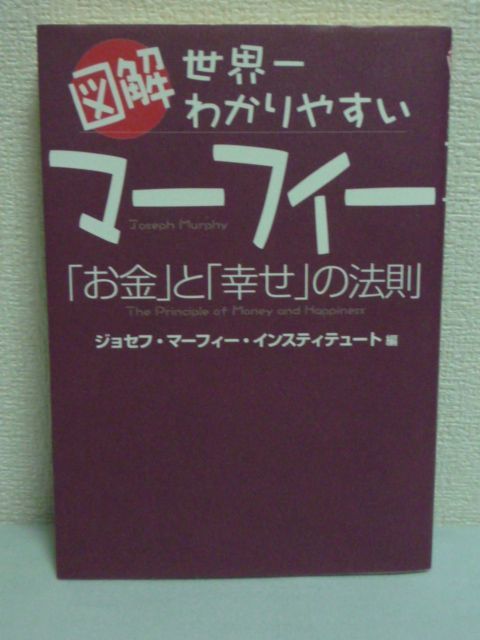 図解
世界一
わかりやすい
マーフィー
Joseph Murphy
「お金」と「幸せ」の法則
The Principle of Money and Happiness
ジョセフ・マーフィー・インスティテュート 編